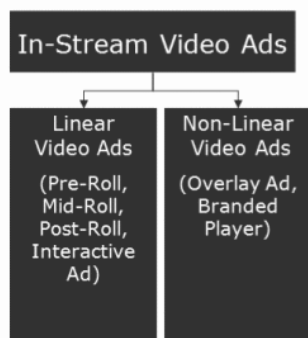 In-Stream Video Ads
Linear
Video Ads
(Pre-Roll,
Mid-Roll,
Post-Roll,
Interactive
Ad)
Non-Linear
Video Ads
(Overlay Ad,
Branded
Player)